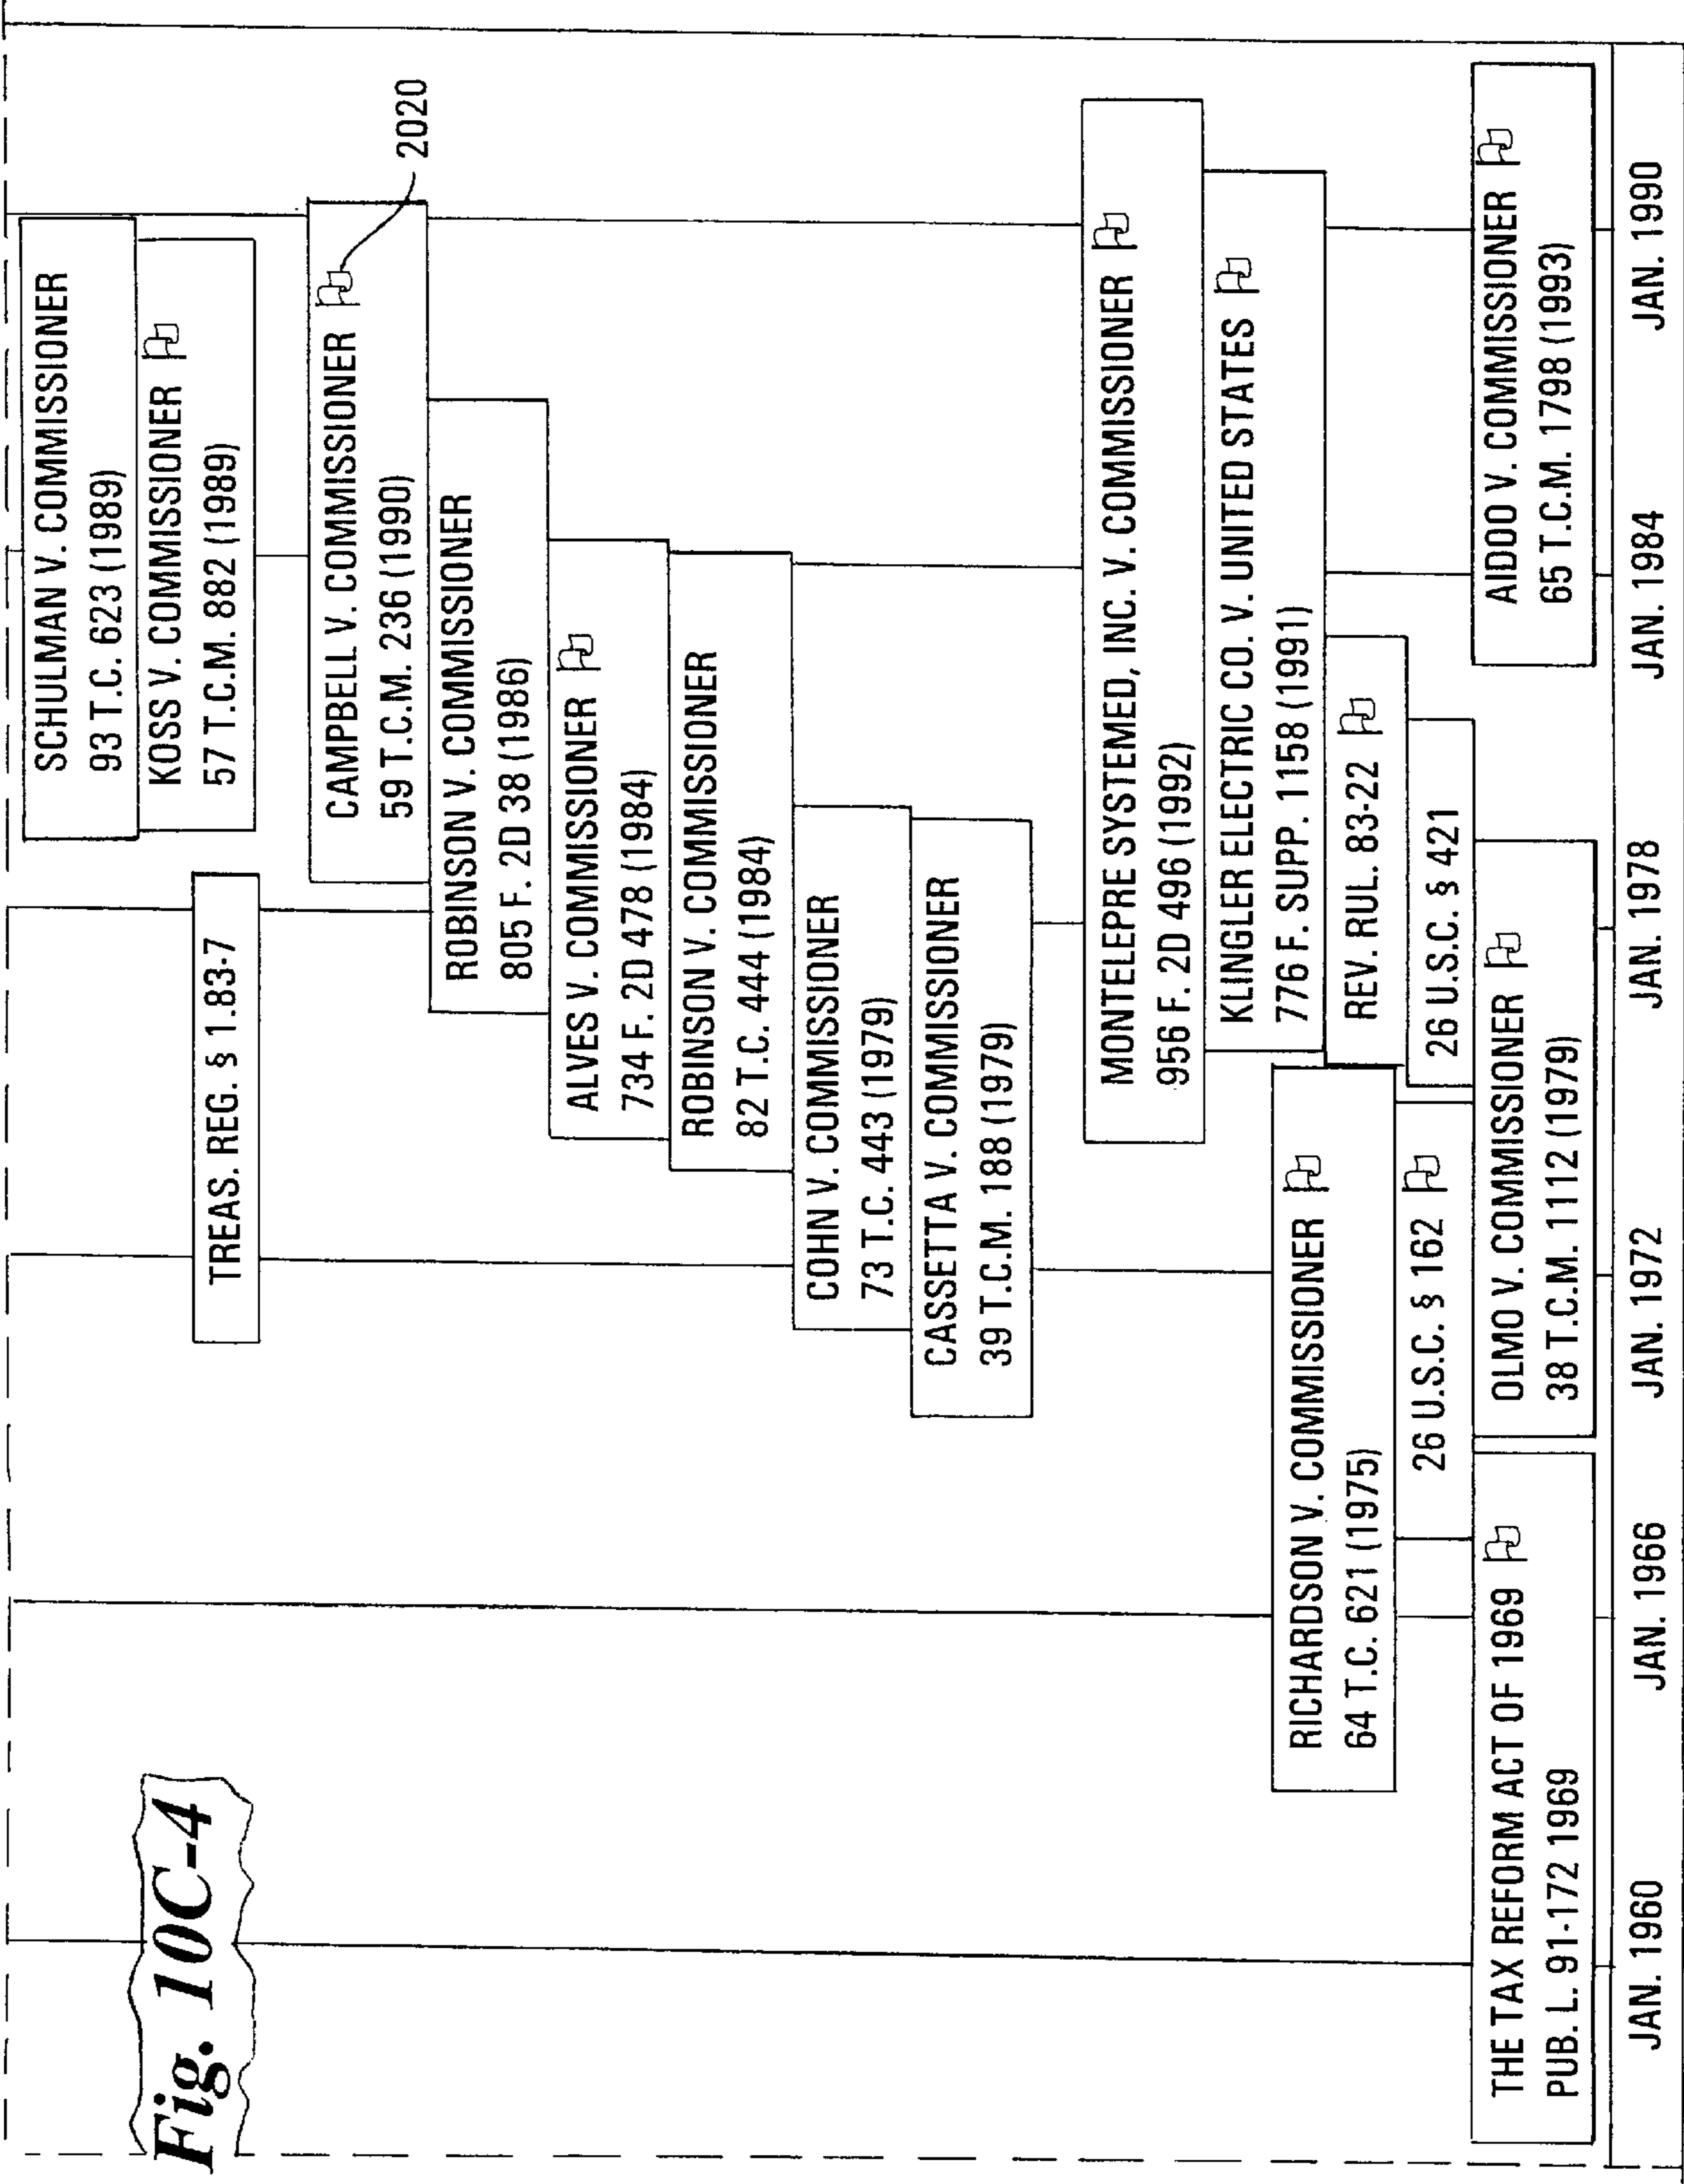 SCHULMAN V. COMMISSIONER
93 T.C. 623 (1989)
KOSS V. COMMISSIONER
57 T.C.M. 882 (1989)
TREAS. REG. § 1.83-7
Fig. 10C-4
CAMPBELL V. COMMISSIONER
59 T.C.M. 236 (1990)
2020
ROBINSON V. COMMISSIONER
805 F. 2D 38 (1986)
ALVES V. COMMISSIONER
734 F. 2D 478 (1984)
ROBINSON V. COMMISSIONER
82 T.C. 444 (1984)
COHN V. COMMISSIONER
73 T.C. 443 (1979)
CASSETTA V. COMMISSIONER
39 T.C.M. 188 (1979)
MONTELEPRE SYSTEMED, INC. V. COMMISSIONER
956 F. 2D 496 (1992)
KLINGLER ELECTRIC CO. V. UNITED STATES
776 F. SUPP. 1158 (1991)
RICHARDSON V. COMMISSIONER
64 T.C. 621 (1975)
REV. RUL. 83-22
26 U.S.C. § 162
26 U.S.C. § 421
THE TAX REFORM ACT OF 1969
PUB. L. 91-172 1969
OLMO V. COMMISSIONER
38 T.C.M. 1112 (1979)
AIDOO V. COMMISSIONER
65 T.C.M. 1798 (1993)
JAN. 1960
JAN. 1966
JAN. 1972
JAN. 1978
JAN. 1984
JAN. 1990